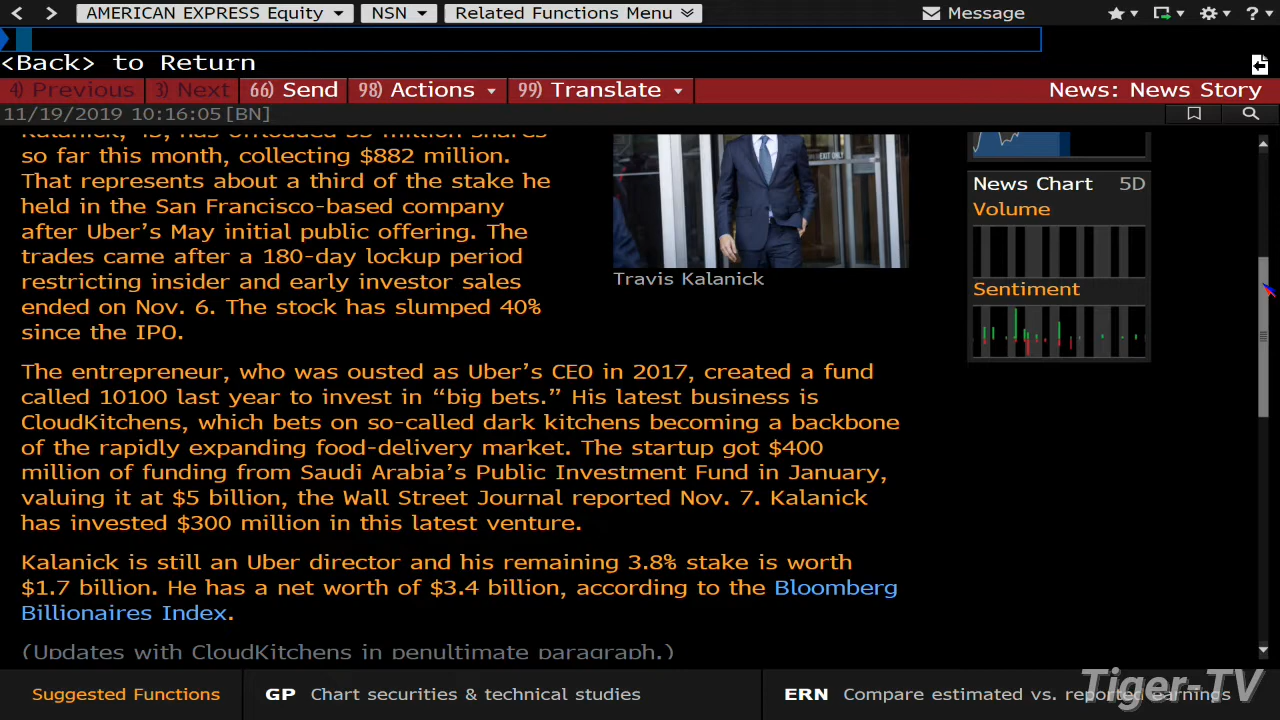 AMERICAN EXPRESS Equity NSN Related Functions Menu Message ?
<Back> to Return
4) Previous 3) Next 66) Send 98) Actions 99) Translate News: News Story
11/19/2019 10:16:05 [BN]
so far this month, collecting $882 million.
That represents about a third of the stake he
held in the San Francisco-based company
after Uber's May initial public offering. The
trades came after a 180-day lockup period
restricting insider and early investor sales
ended on Nov. 6. The stock has slumped 40%
since the IPO.
EXIT ONLY
Travis Kalanick
News Chart 5D
Volume
Sentiment
The entrepreneur, who was ousted as Uber's CEO in 2017, created a fund
called 10100 last year to invest in “big bets.” His latest business is
CloudKitchens, which bets on so-called dark kitchens becoming a backbone
of the rapidly expanding food-delivery market. The startup got $400
million of funding from Saudi Arabia's Public Investment Fund in January,
valuing it at $5 billion, the Wall Street Journal reported Nov. 7. Kalanick
has invested $300 million in this latest venture.
Kalanick is still an Uber director and his remaining 3.8% stake is worth
$1.7 billion. He has a net worth of $3.4 billion, according to the Bloomberg
Billionaires Index.
(Updates with CloudKitchens in penultimate paragraph.)
Suggested Functions GP Chart securities & technical studies ERN Compare estimated vs. reported earnings
Tiger-TV